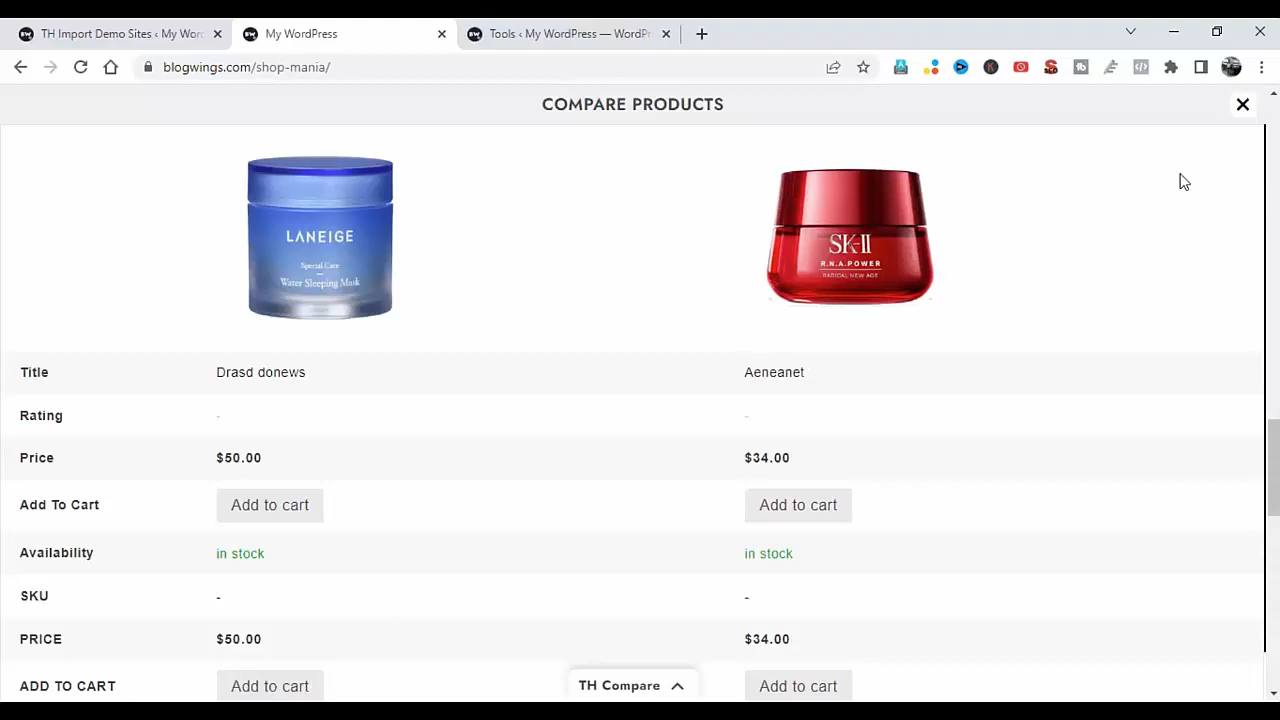 TH Import Demo Sites ‹ My Wor
My WordPress
Tools ‹ My WordPress — WordPr
blogwings.com/shop-mania/
COMPARE PRODUCTS
LANEIGE
Special Care
Water Sleeping Mask
SK-II
R.N.A.POWER
RADICAL NEW AGE
Title Drasd donews Aeneanet
Rating - -
Price $50.00 $34.00
Add To Cart Add to cart Add to cart
Availability in stock in stock
SKU - -
PRICE $50.00 $34.00
ADD TO CART Add to cart Add to cart
TH Compare